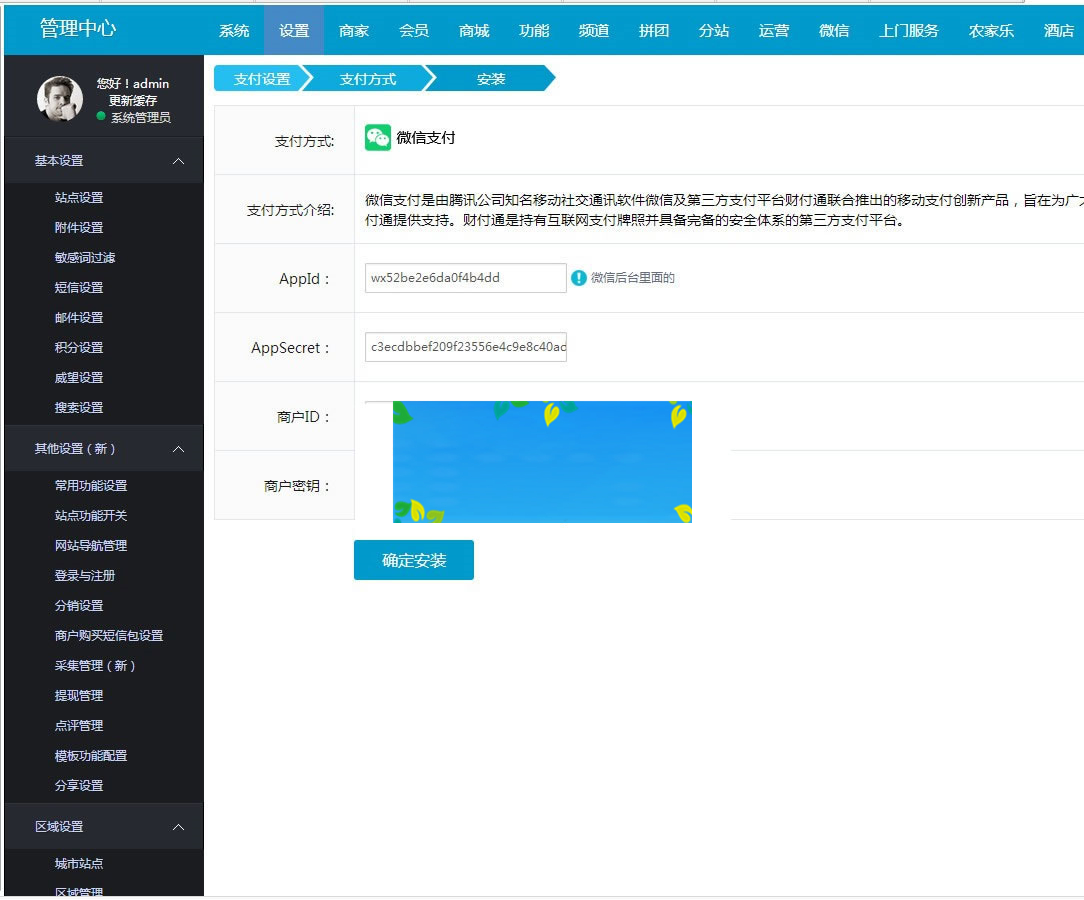 管理中心
系统 设置 商家 会员 商城 功能 频道 拼团 分站 运营 微信 上门服务 农家乐 酒店
您好！admin
更新缓存
系统管理员
支付设置 支付方式 安装
基本设置
站点设置
附件设置
敏感词过滤
短信设置
邮件设置
积分设置
威望设置
搜索设置
其他设置（新）
常用功能设置
站点功能开关
网站导航管理
登录与注册
分销设置
商户购买短信包设置
采集管理（新）
提现管理
点评管理
模板功能配置
分享设置
区域设置
城市站点
区域管理
支付方式:
微信支付
支付方式介绍:
微信支付是由腾讯公司知名移动社交通讯软件微信及第三方支付平台财付通联合推出的移动支付创新产品，旨在为广
付通提供支持。财付通是持有互联网支付牌照并具备完备的安全体系的第三方支付平台。
AppId：
wx52be2e6da0f4b4dd
微信后台里面的
AppSecret：
c3ecdbbef209f23556e4c9e8c40ad
商户ID：
商户密钥：
确定安装